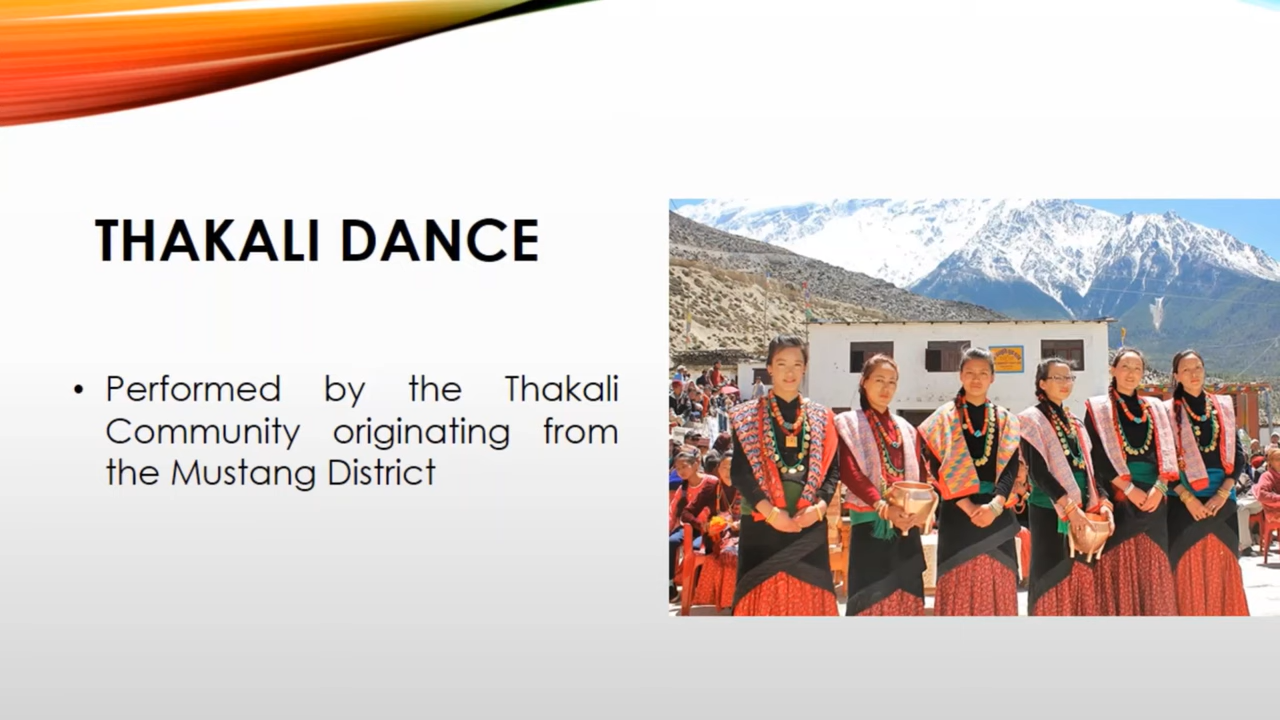 THAKALI DANCE
• Performed by the Thakali
Community originating from
the Mustang District